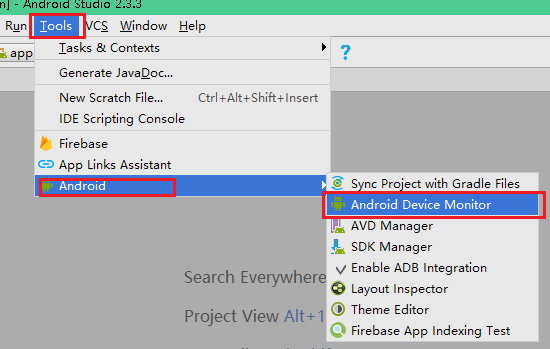 n] - Android Studio 2.3.3
Run Tools VCS Window Help
app
Tasks & Contexts
Generate JavaDoc...
New Scratch File... Ctrl+Alt+Shift+Insert
IDE Scripting Console
Firebase
App Links Assistant
Android
Sync Project with Gradle Files
Android Device Monitor
AVD Manager
SDK Manager
Enable ADB Integration
Layout Inspector
Theme Editor
Firebase App Indexing Test
Search Everywhere
Project View Alt+1